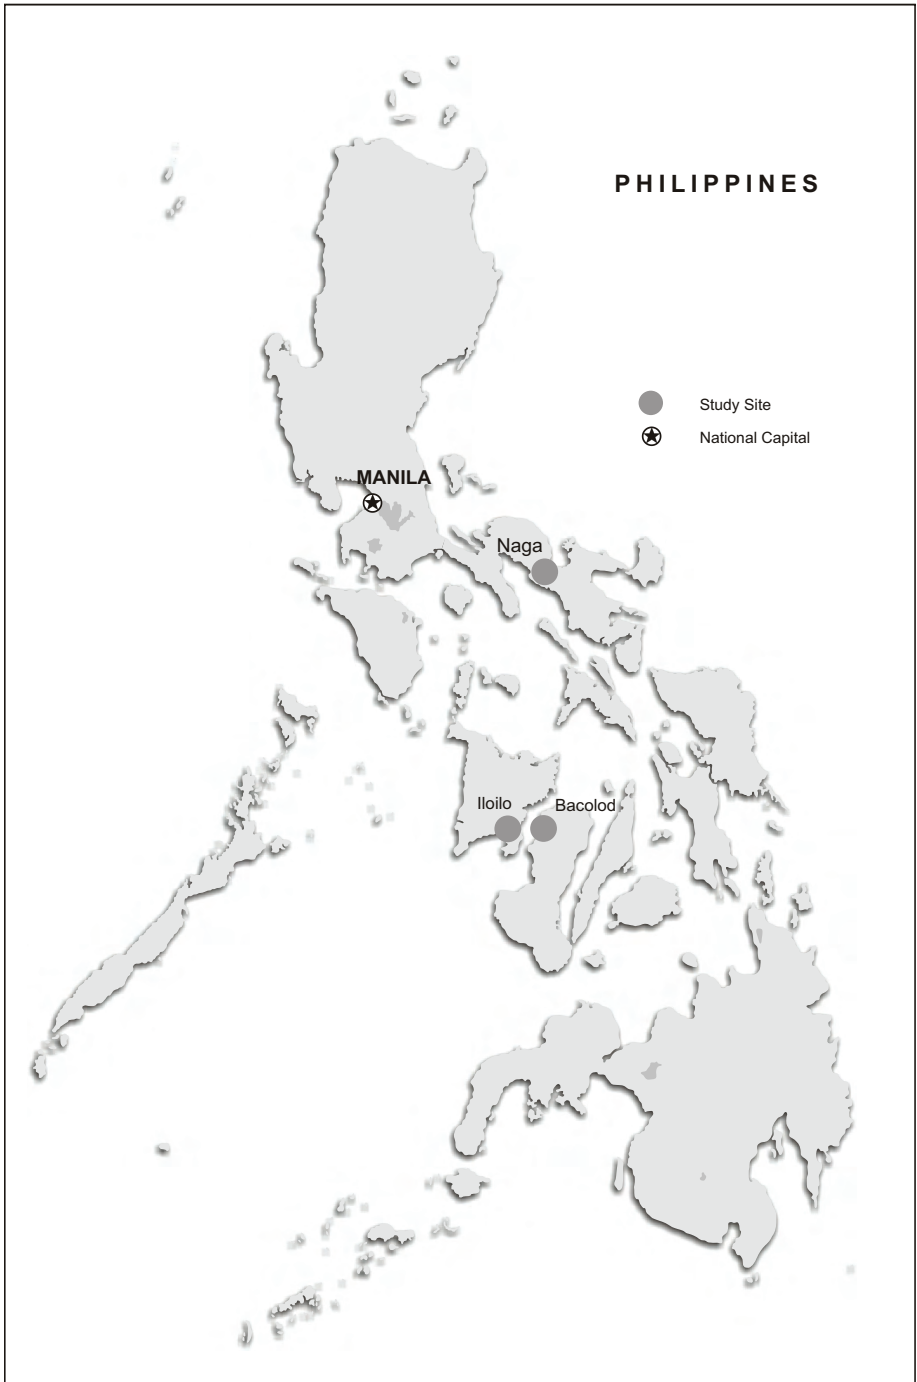 PHILIPPINES
Study Site
National Capital
MANILA
Naga
Iloilo
Bacolod